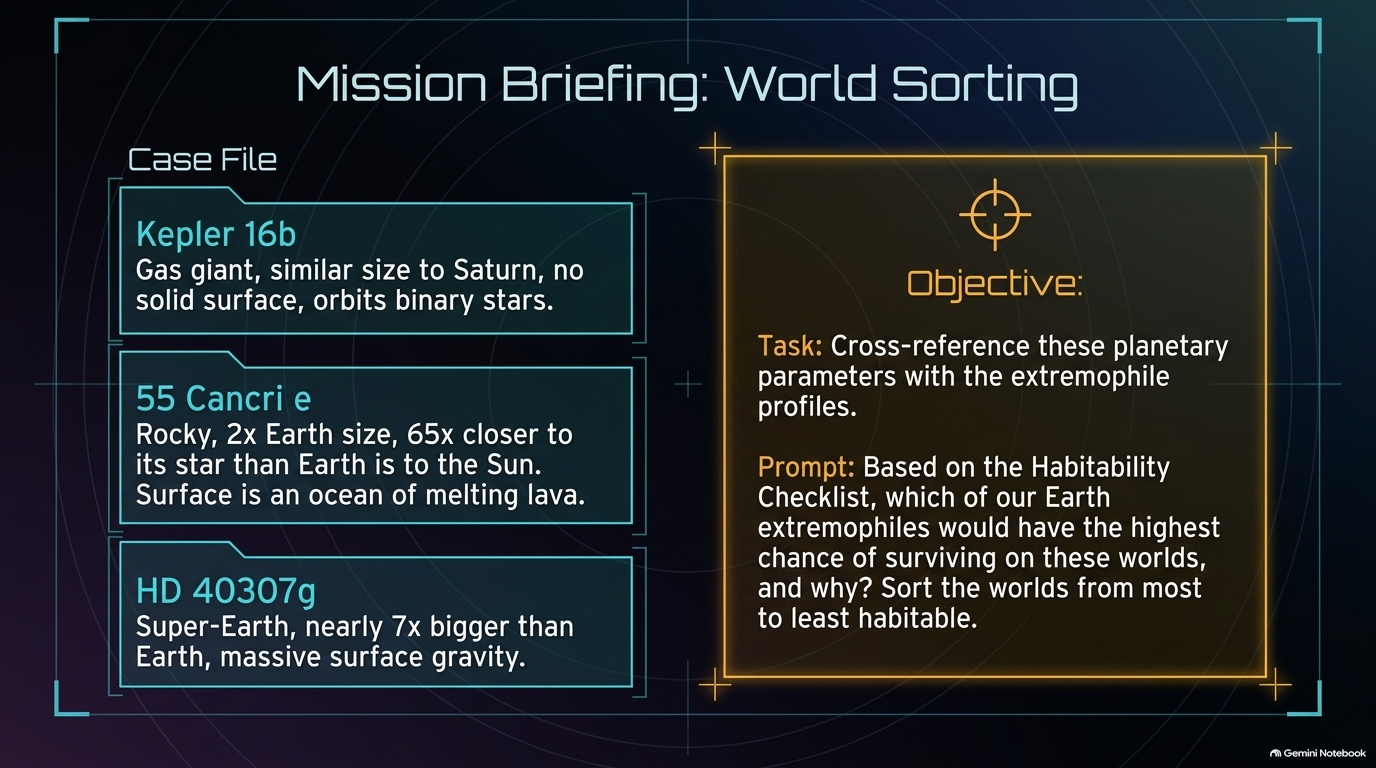 Mission Briefing: World Sorting
Case File
Kepler 16b
Gas giant, similar size to Saturn, no
solid surface, orbits binary stars.
55 Cancri e
Rocky, 2x Earth size, 65x closer to
its star than Earth is to the Sun.
Surface is an ocean of melting lava.
HD 40307g
Super-Earth, nearly 7x bigger than
Earth, massive surface gravity.
Objective:
Task: Cross-reference these planetary
parameters with the extremophile
profiles.
Prompt: Based on the Habitability
Checklist, which of our Earth
extremophiles would have the highest
chance of surviving on these worlds,
and why? Sort the worlds from most
to least habitable.
Gemini Notebook